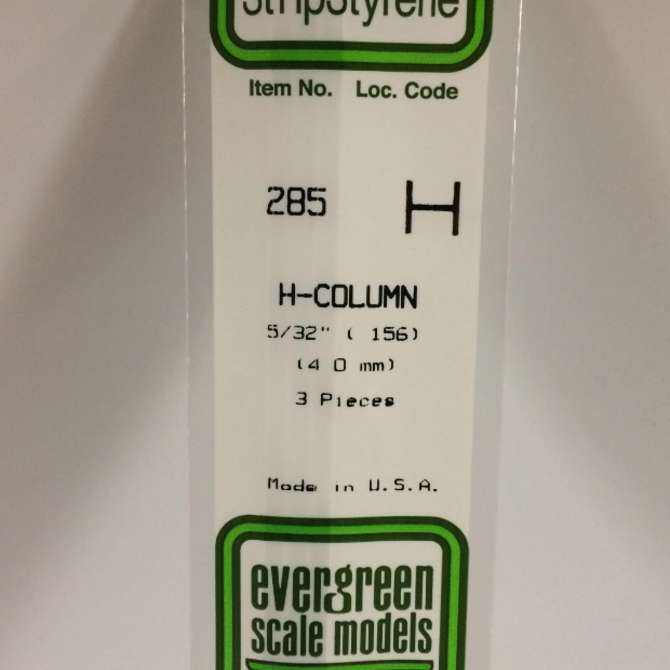 StripStyrene
Item No. Loc. Code
285 H
H-COLUMN
5/32" ( 156)
(4 0 mm)
3 Pieces
Made in U.S.A.
evergreen
scale models